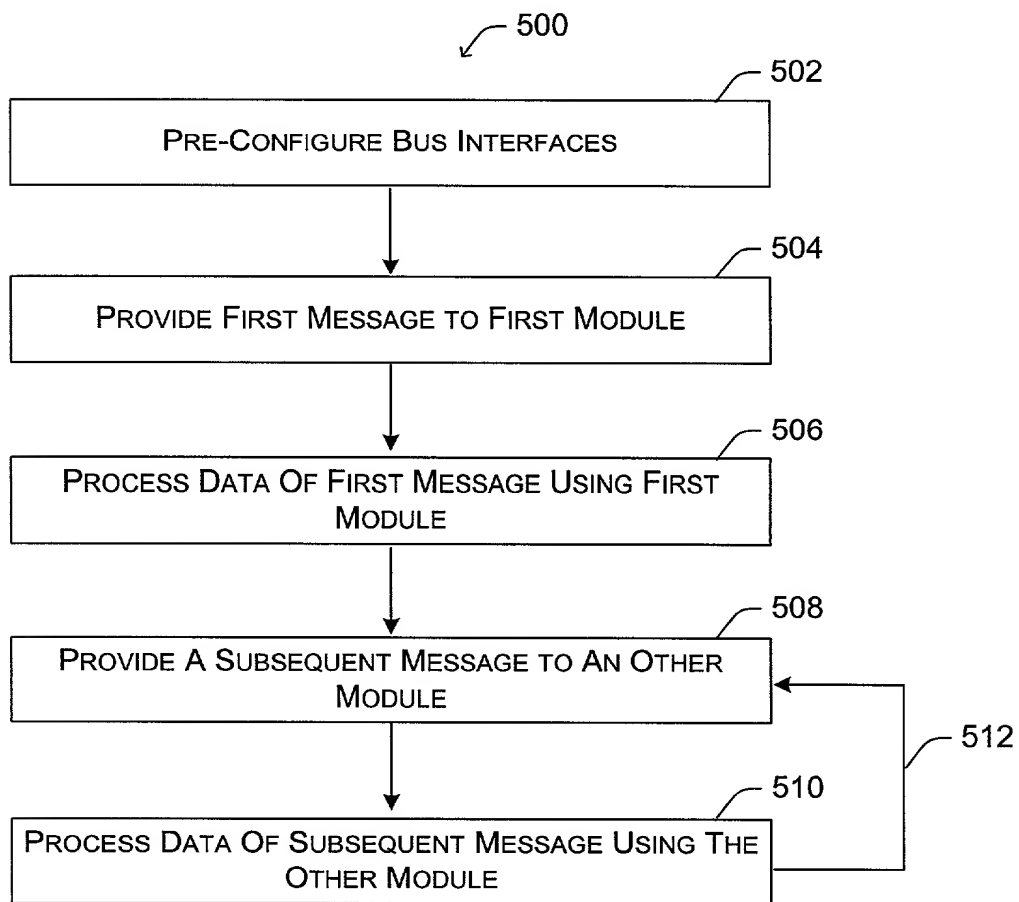 500
502
PRE-CONFIGURE BUS INTERFACES
504
PROVIDE FIRST MESSAGE TO FIRST MODULE
506
PROCESS DATA OF FIRST MESSAGE USING FIRST
MODULE
508
PROVIDE A SUBSEQUENT MESSAGE TO AN OTHER
MODULE
512
510
PROCESS DATA OF SUBSEQUENT MESSAGE USING THE
OTHER MODULE